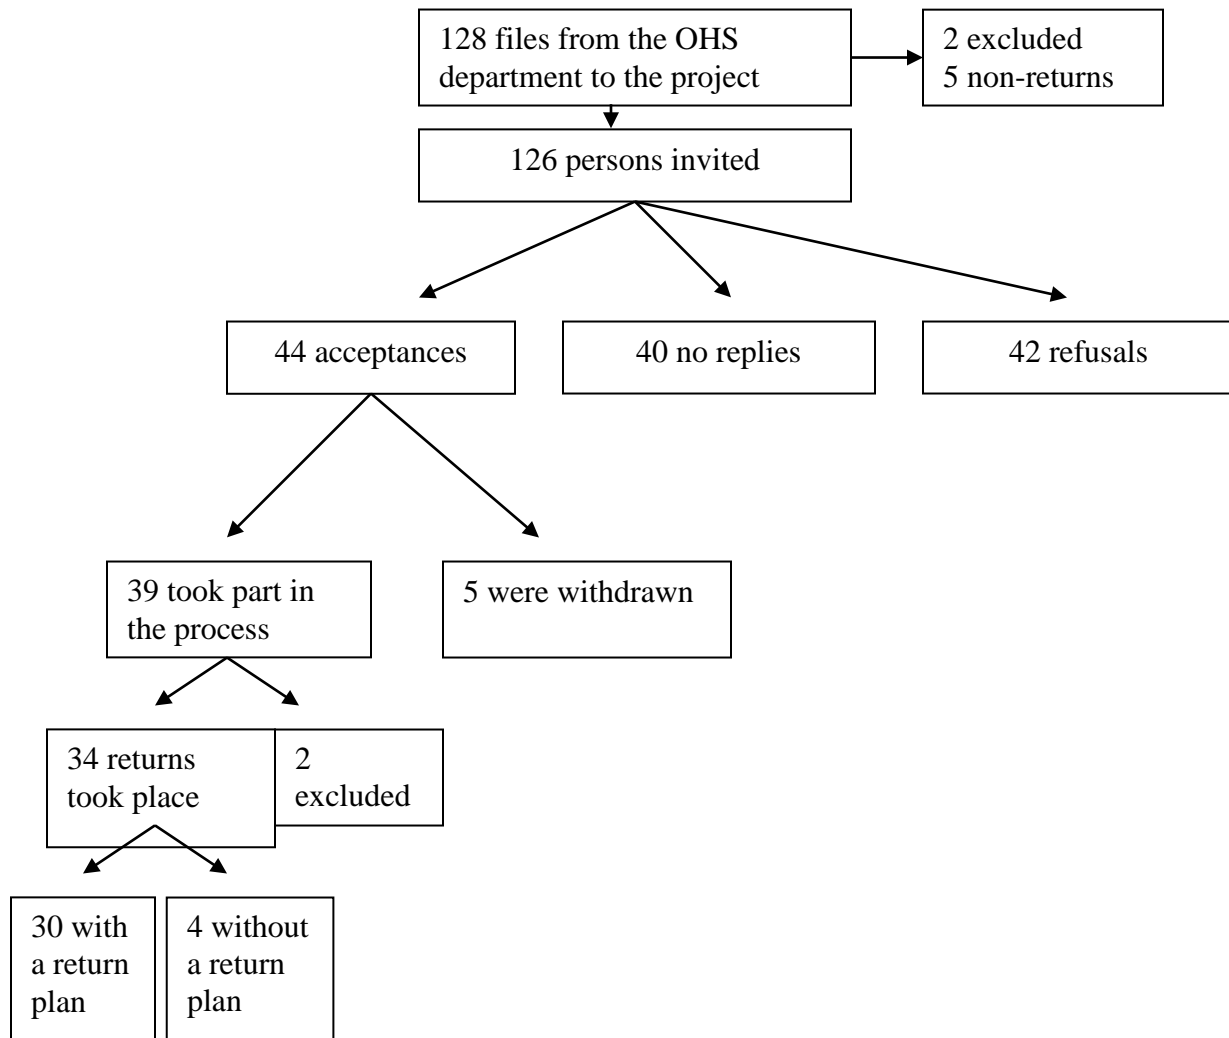 128 files from the OHS
department to the project
2 excluded
5 non-returns
126 persons invited
44 acceptances
40 no replies
42 refusals
39 took part in
the process
5 were withdrawn
34 returns
took place
2
excluded
30 with
a return
plan
4 without
a return
plan